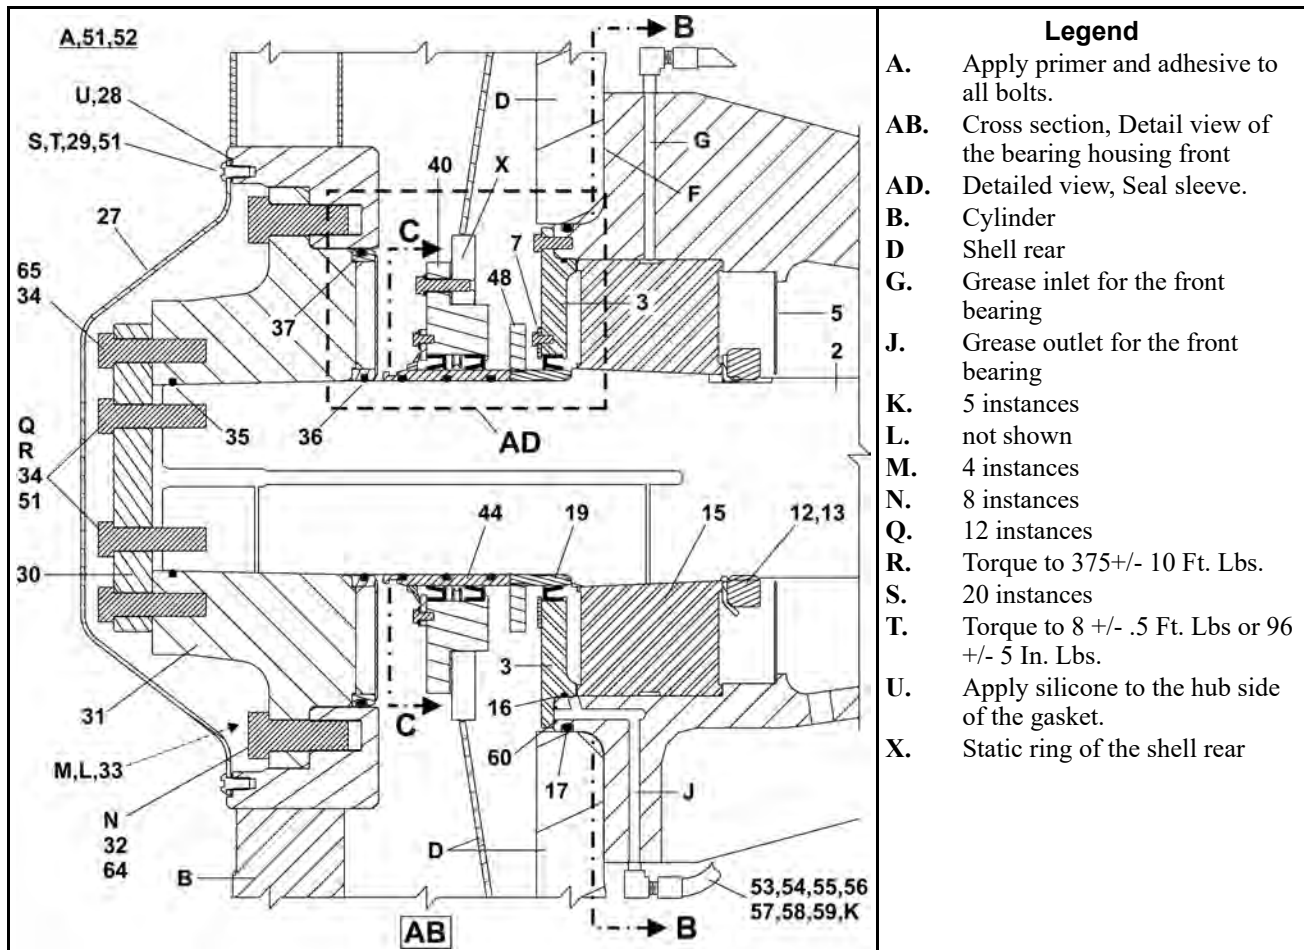 A,51,52
U,28
S,T,29,51
27
65
34
Q
R
34
51
30
31
M,L,33
N
32
64
B
B
D
G
F
40
X
C
7
48
3
5
2
37
35
36
AD
44
19
15
12,13
3
16
C
60
17
J
D
53,54,55,56
57,58,59,K
AB
B
Legend
A. Apply primer and adhesive to
all bolts.
AB. Cross section, Detail view of
the bearing housing front
AD. Detailed view, Seal sleeve.
B. Cylinder
D Shell rear
G. Grease inlet for the front
bearing
J. Grease outlet for the front
bearing
K. 5 instances
L. not shown
M. 4 instances
N. 8 instances
Q. 12 instances
R. Torque to 375+/- 10 Ft. Lbs.
S. 20 instances
T. Torque to 8 +/- .5 Ft. Lbs or 96
+/- 5 In. Lbs.
U. Apply silicone to the hub side
of the gasket.
X. Static ring of the shell rear